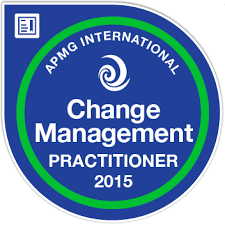 APMG INTERNATIONAL
Change
Management
PRACTITIONER
2015